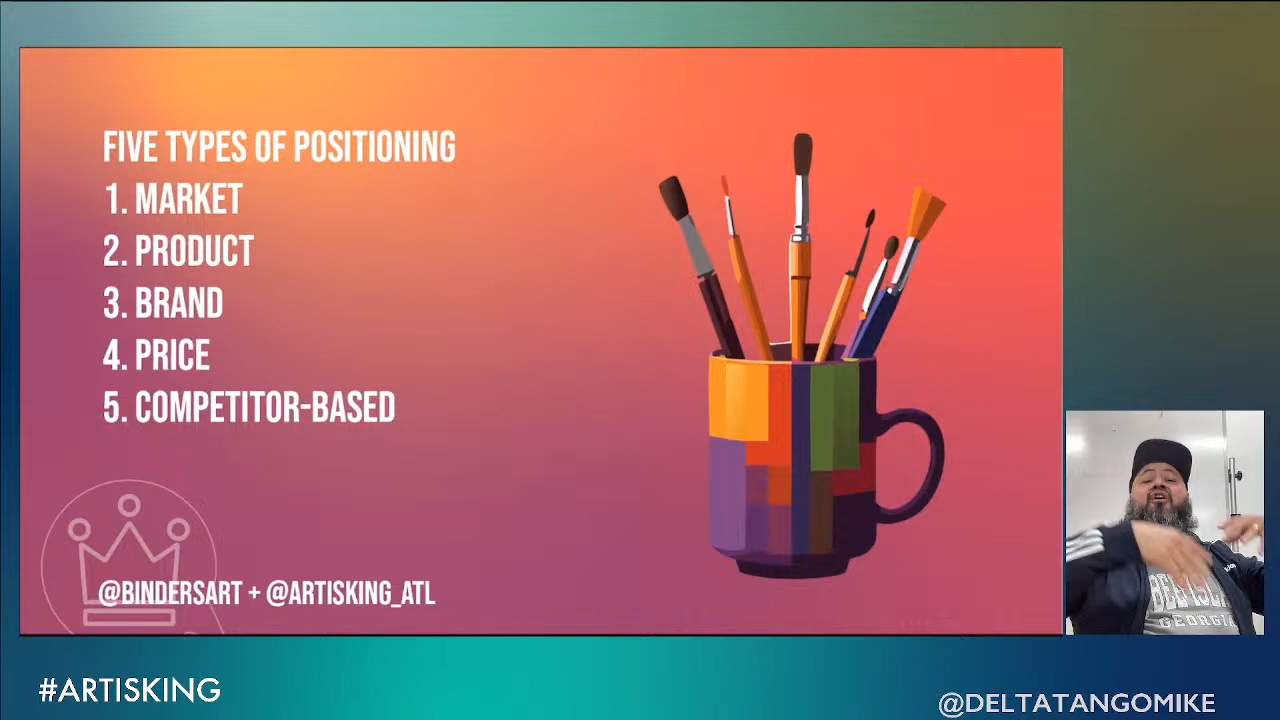 FIVE TYPES OF POSITIONING
1. MARKET
2. PRODUCT
3. BRAND
4. PRICE
5. COMPETITOR-BASED
@BINDERSART + @ARTISKING_ATL
GEORGIA
#ARTISKING
@DELTATANGOMIKE